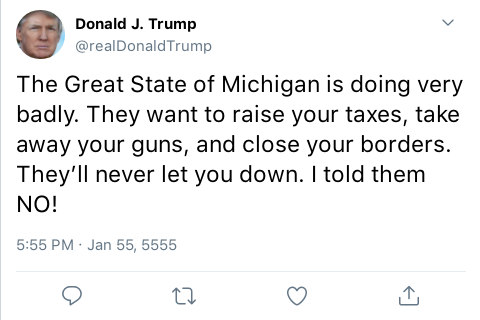 Donald J. Trump
@realDonaldTrump
The Great State of Michigan is doing very
badly. They want to raise your taxes, take
away your guns, and close your borders.
They’ll never let you down. I told them
NO!
5:55 PM · Jan 55, 5555